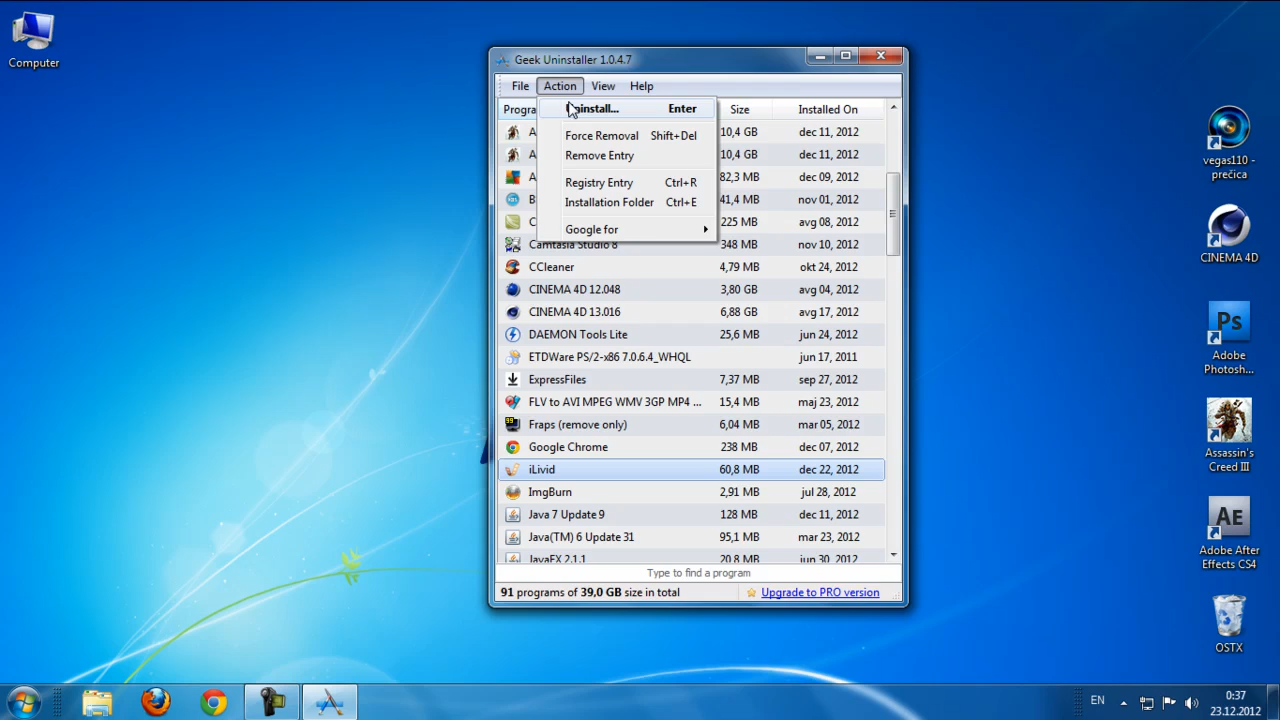 Computer
Geek Uninstaller 1.0.4.7
File Action View Help
Size Installed On
Uninstall... Enter
Force Removal Shift+Del
Remove Entry
Registry Entry Ctrl+R
Installation Folder Ctrl+E
Google for
A 10,4 GB dec 11, 2012
A 10,4 GB dec 11, 2012
A 82,3 MB dec 09, 2012
B 41,4 MB nov 01, 2012
C 225 MB avg 08, 2012
Camtasia Studio 8 348 MB nov 10, 2012
CCleaner 4,79 MB okt 24, 2012
CINEMA 4D 12.048 3,80 GB avg 04, 2012
CINEMA 4D 13.016 6,88 GB avg 17, 2012
DAEMON Tools Lite 25,6 MB jun 24, 2012
ETDWare PS/2-x86 7.0.6.4_WHQL jun 17, 2011
ExpressFiles 7,37 MB sep 27, 2012
FLV to AVI MPEG WMV 3GP MP4 ... 15,4 MB maj 23, 2012
Fraps (remove only) 6,04 MB mar 05, 2012
Google Chrome 238 MB dec 07, 2012
iLivid 60,8 MB dec 22, 2012
ImgBurn 2,91 MB jul 28, 2012
Java 7 Update 9 128 MB dec 11, 2012
Java(TM) 6 Update 31 95,1 MB mar 23, 2012
JavaFX 2.1.1 20,8 MB jun 30, 2012
Type to find a program
91 programs of 39,0 GB size in total Upgrade to PRO version
vegas110 -
prečica
CINEMA 4D
Ps
Adobe
Photosh...
Assassin's
Creed III
AE
Adobe After
Effects CS4
OSTX
EN
0:37
23.12.2012